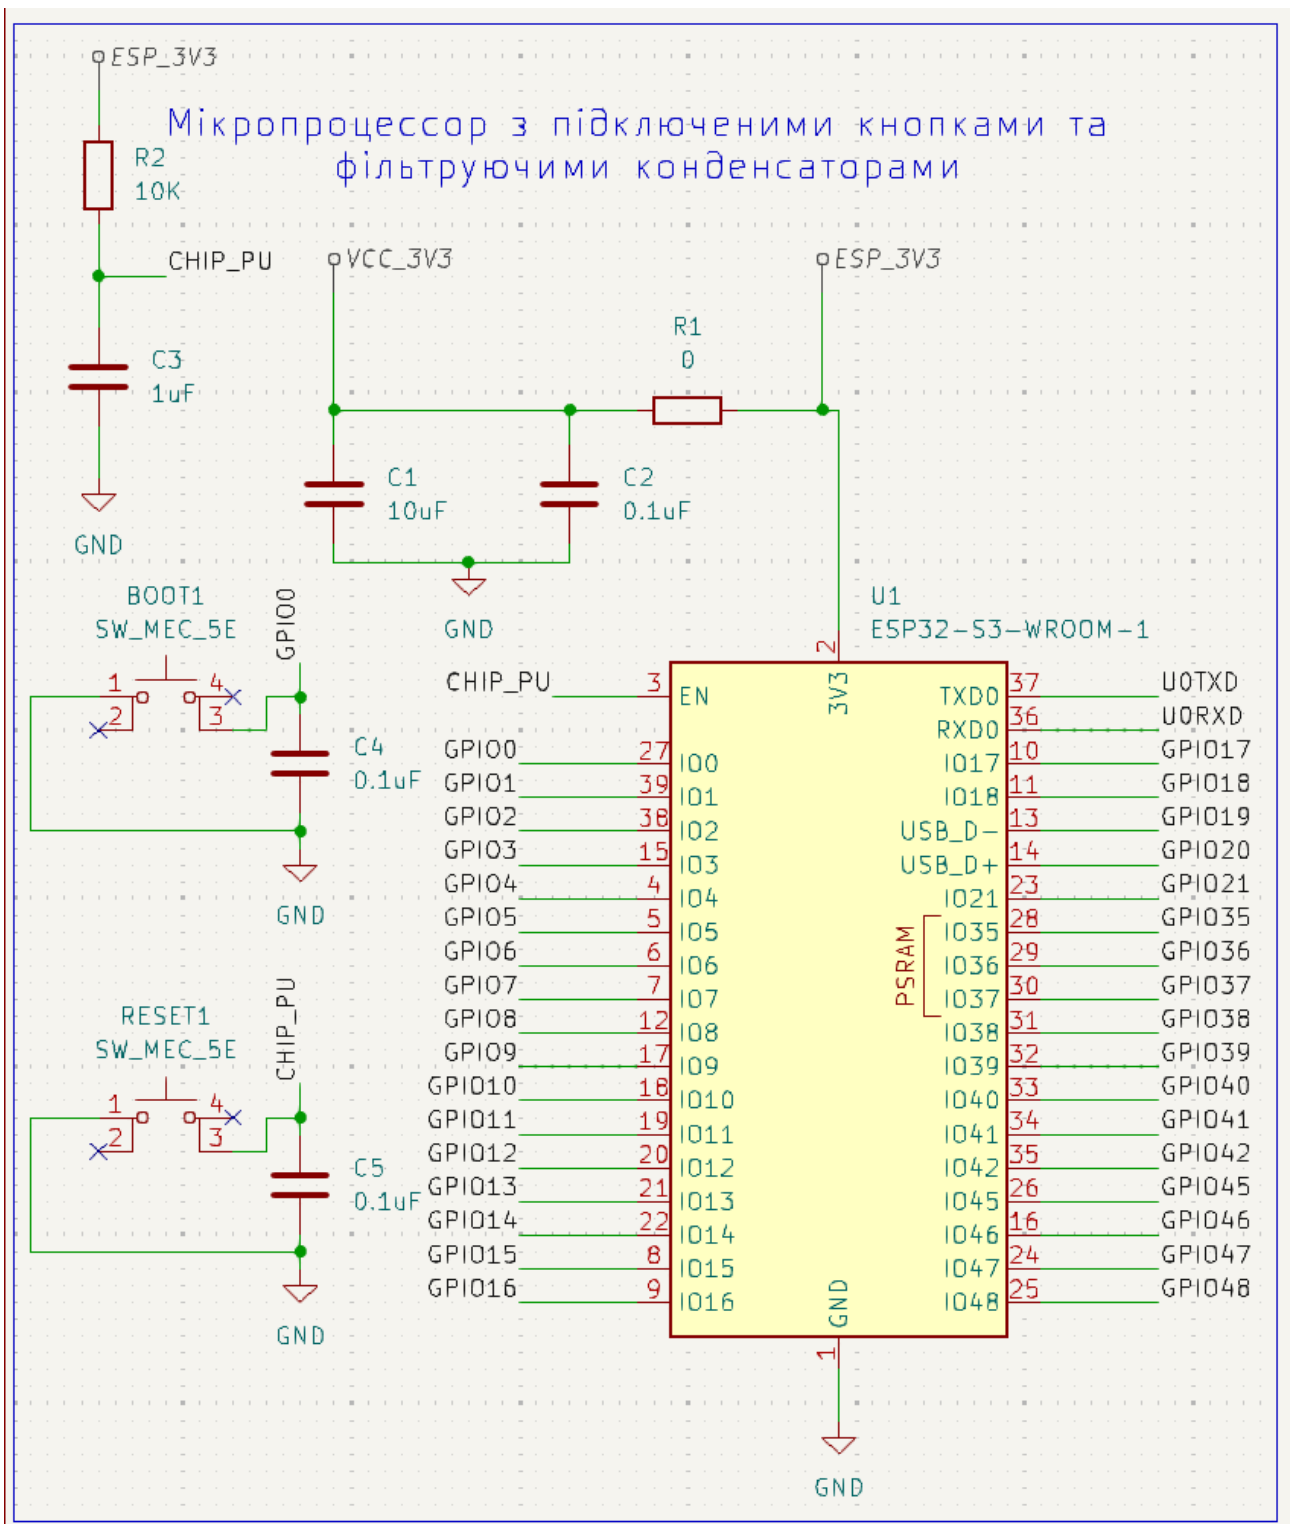 ESP_3V3
Мікропроцессор з підключеними кнопками та
фільтруючими конденсаторами
R2
10K
CHIP_PU
VCC_3V3
ESP_3V3
R1
0
C3
1uF
C1
10uF
C2
0.1uF
GND
GND
BOOT1
SW_MEC_5E
GPIO0
1
4
2
3
C4
0.1uF
GND
RESET1
SW_MEC_5E
CHIP_PU
1
4
2
3
C5
0.1uF
GND
U1
ESP32-S3-WROOM-1
2
3V3
CHIP_PU 3 EN
GPIO0 27 IO0
GPIO1 39 IO1
GPIO2 38 IO2
GPIO3 15 IO3
GPIO4 4 IO4
GPIO5 5 IO5
GPIO6 6 IO6
GPIO7 7 IO7
GPIO8 12 IO8
GPIO9 17 IO9
GPIO10 18 IO10
GPIO11 19 IO11
GPIO12 20 IO12
GPIO13 21 IO13
GPIO14 22 IO14
GPIO15 8 IO15
GPIO16 9 IO16
TXD0 37 U0TXD
RXD0 36 U0RXD
IO17 10 GPIO17
IO18 11 GPIO18
USB_D- 13 GPIO19
USB_D+ 14 GPIO20
IO21 23 GPIO21
PSRAM
IO35 28 GPIO35
IO36 29 GPIO36
IO37 30 GPIO37
IO38 31 GPIO38
IO39 32 GPIO39
IO40 33 GPIO40
IO41 34 GPIO41
IO42 35 GPIO42
IO45 26 GPIO45
IO46 16 GPIO46
IO47 24 GPIO47
IO48 25 GPIO48
GND
1
GND